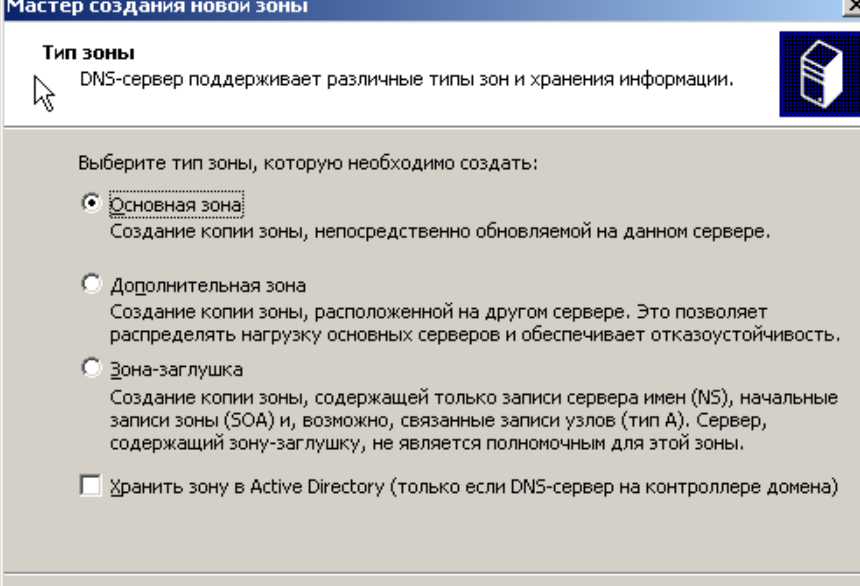 Мастер создания новой зоны
Тип зоны
DNS-сервер поддерживает различные типы зон и хранения информации.
Выберите тип зоны, которую необходимо создать:
Основная зона
Создание копии зоны, непосредственно обновляемой на данном сервере.
Дополнительная зона
Создание копии зоны, расположенной на другом сервере. Это позволяет
распределять нагрузку основных серверов и обеспечивает отказоустойчивость.
Зона-заглушка
Создание копии зоны, содержащей только записи сервера имен (NS), начальные
записи зоны (SOA) и, возможно, связанные записи узлов (тип A). Сервер,
содержащий зону-заглушку, не является полномочным для этой зоны.
Хранить зону в Active Directory (только если DNS-сервер на контроллере домена)